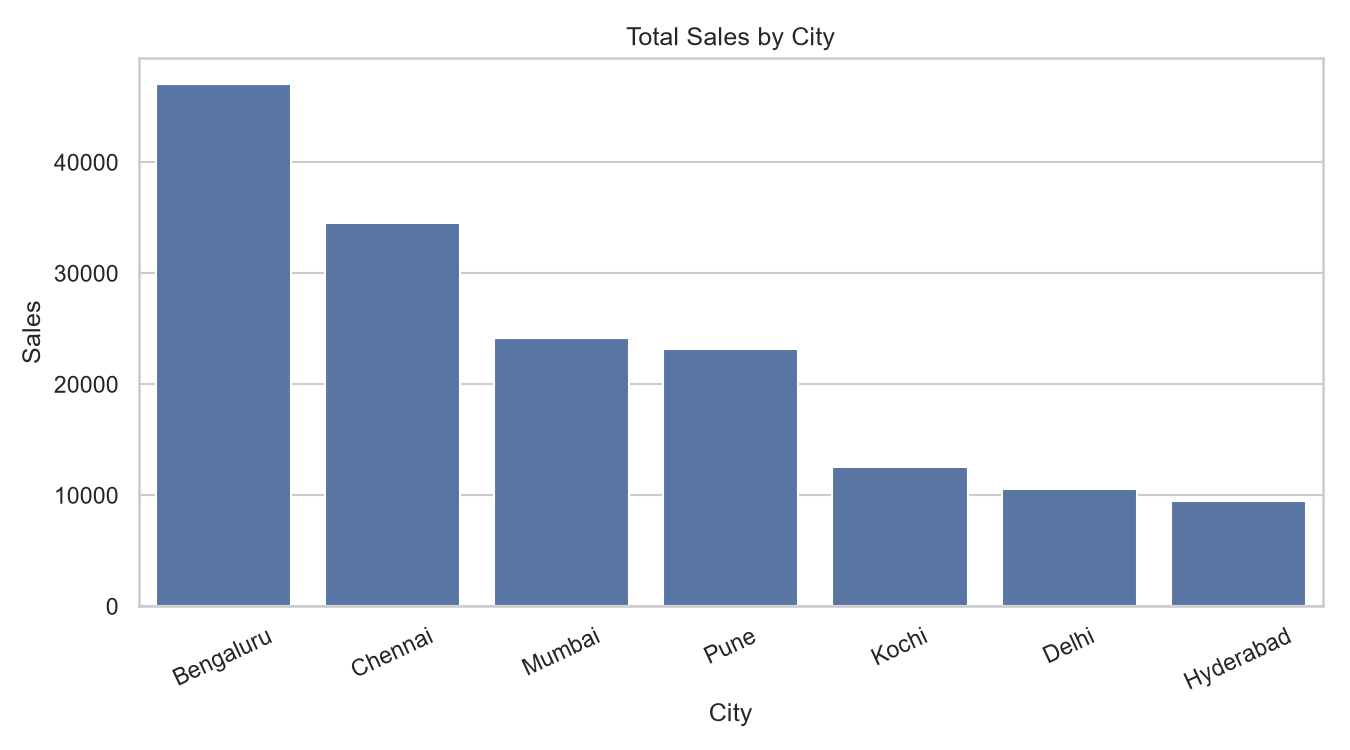 Total Sales by City
Sales
40000
30000
20000
10000
0
Bengaluru
Chennai
Mumbai
Pune
Kochi
Delhi
Hyderabad
City